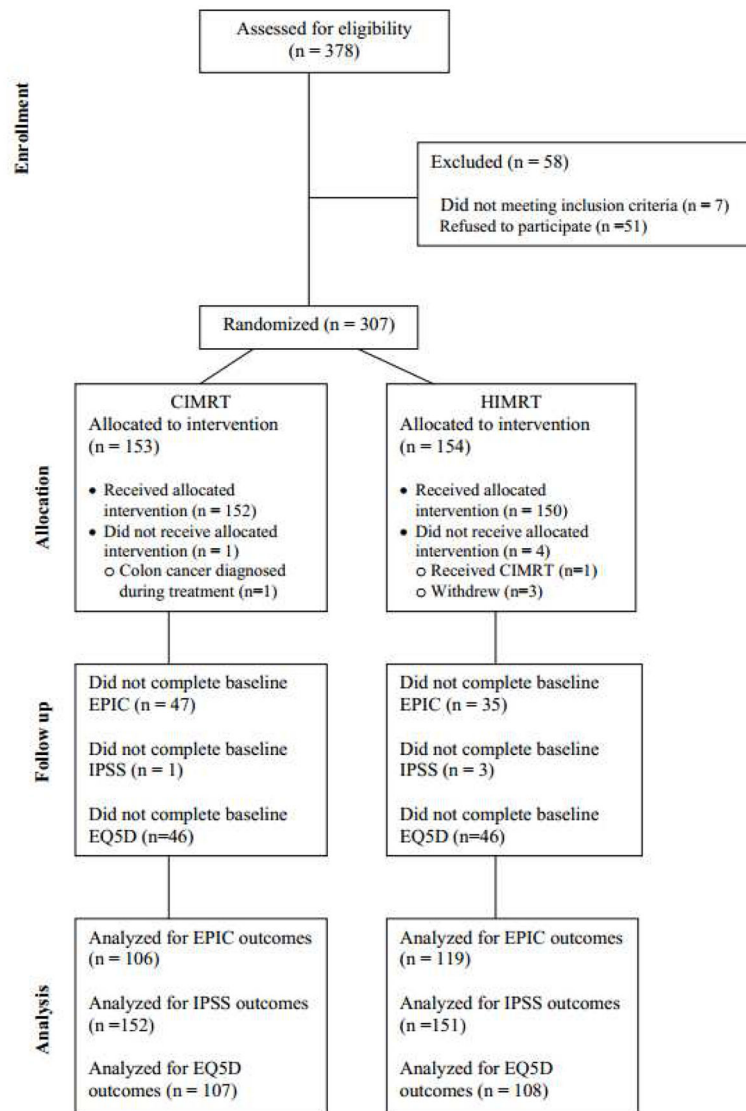 Enrollment
Assessed for eligibility
(n = 378)
Excluded (n = 58)
Did not meeting inclusion criteria (n = 7)
Refused to participate (n =51)
Randomized (n = 307)
Allocation
CIMRT
Allocated to intervention
(n = 153)
• Received allocated
intervention (n = 152)
• Did not receive allocated
intervention (n = 1)
o Colon cancer diagnosed
during treatment (n=1)
HIMRT
Allocated to intervention
(n = 154)
• Received allocated
intervention (n = 150)
• Did not receive allocated
intervention (n = 4)
o Received CIMRT (n=1)
o Withdrew (n=3)
Follow up
Did not complete baseline
EPIC (n = 47)
Did not complete baseline
IPSS (n = 1)
Did not complete baseline
EQ5D (n=46)
Did not complete baseline
EPIC (n = 35)
Did not complete baseline
IPSS (n = 3)
Did not complete baseline
EQ5D (n=46)
Analysis
Analyzed for EPIC outcomes
(n = 106)
Analyzed for IPSS outcomes
(n =152)
Analyzed for EQ5D
outcomes (n = 107)
Analyzed for EPIC outcomes
(n = 119)
Analyzed for IPSS outcomes
(n =151)
Analyzed for EQ5D
outcomes (n = 108)